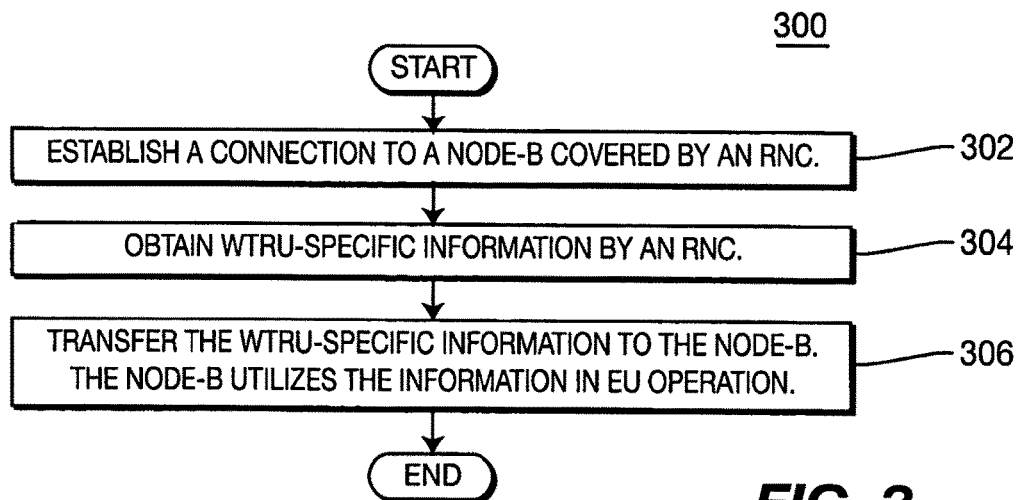 300
START
ESTABLISH A CONNECTION TO A NODE-B COVERED BY AN RNC.
302
OBTAIN WTRU-SPECIFIC INFORMATION BY AN RNC.
304
TRANSFER THE WTRU-SPECIFIC INFORMATION TO THE NODE-B.
THE NODE-B UTILIZES THE INFORMATION IN EU OPERATION.
306
END
FIG.